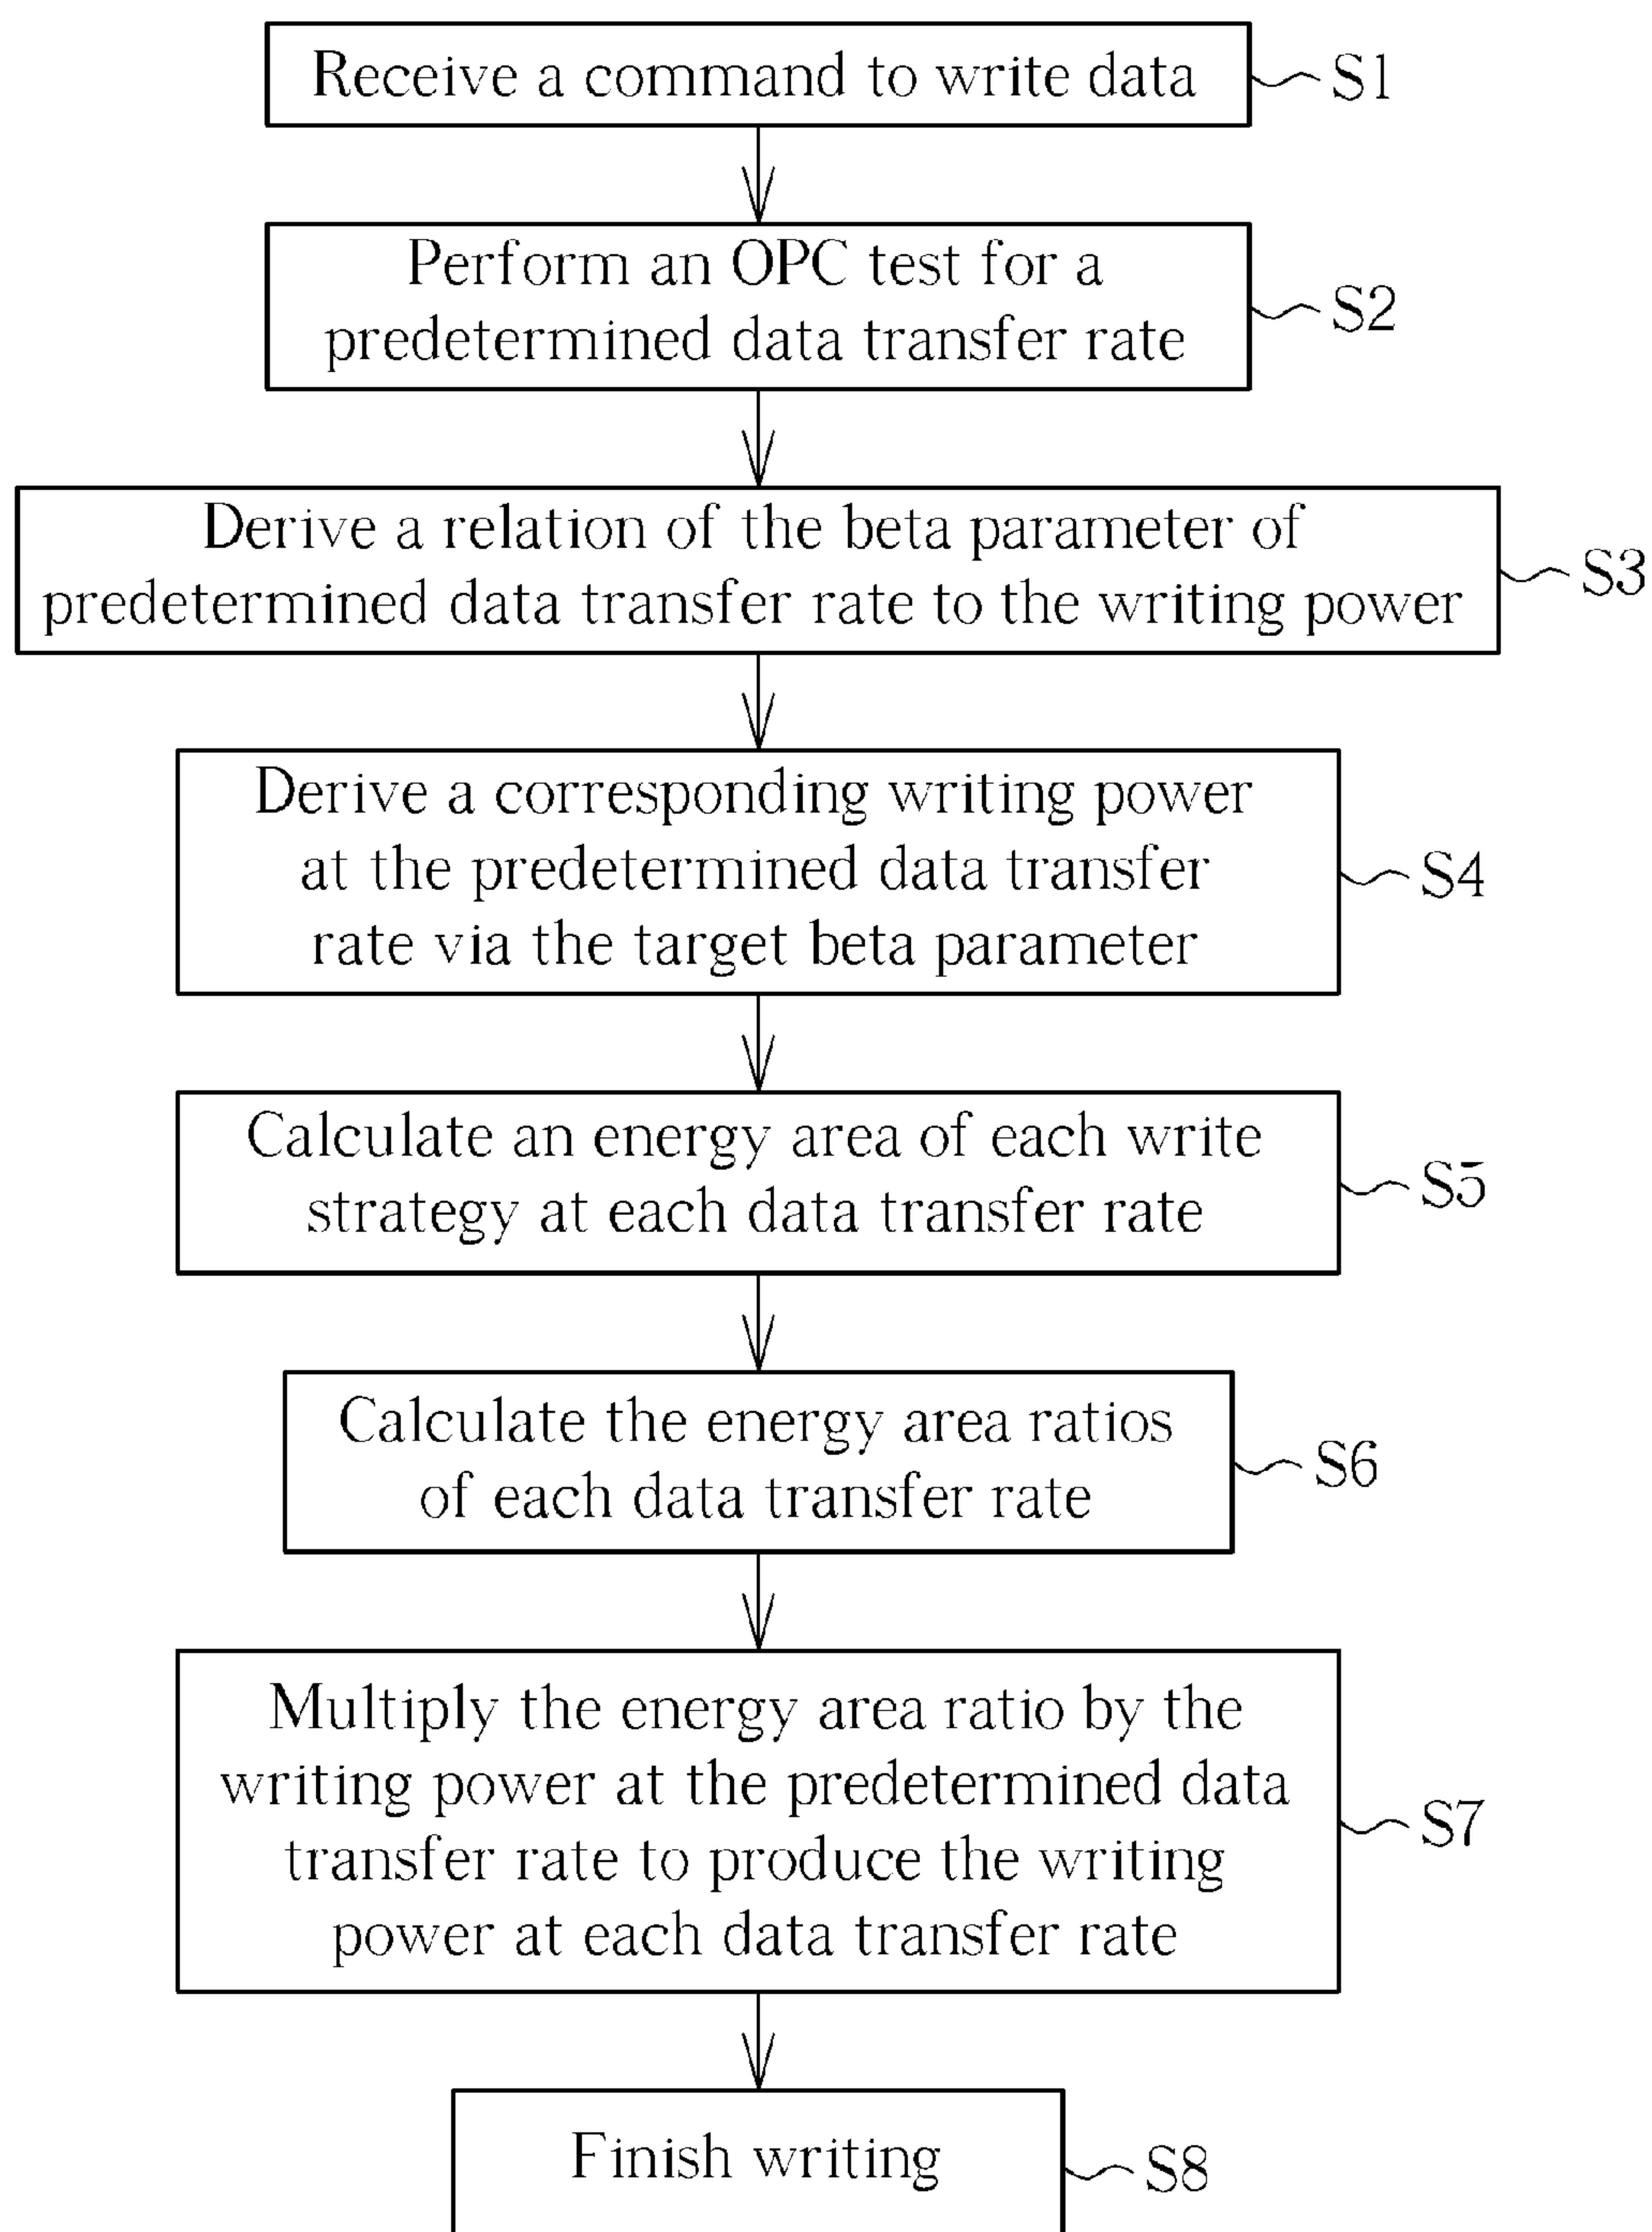 Receive a command to write data
S1
Perform an OPC test for a
predetermined data transfer rate
S2
Derive a relation of the beta parameter of
predetermined data transfer rate to the writing power
S3
Derive a corresponding writing power
at the predetermined data transfer
rate via the target beta parameter
S4
Calculate an energy area of each write
strategy at each data transfer rate
S5
Calculate the energy area ratios
of each data transfer rate
S6
Multiply the energy area ratio by the
writing power at the predetermined data
transfer rate to produce the writing
power at each data transfer rate
S7
Finish writing
S8